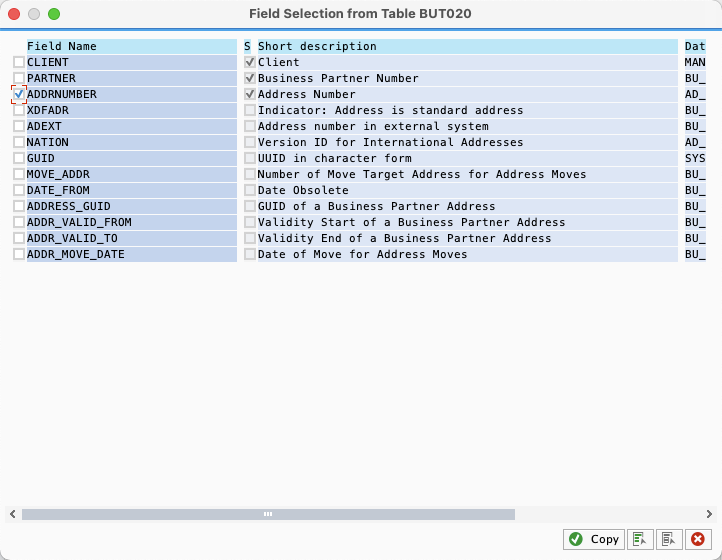 Field Selection from Table BUT020
Field Name S Short description Dat
CLIENT Client MAN
PARTNER Business Partner Number BU_
ADDRNUMBER Address Number AD_
XDFADR Indicator: Address is standard address BU_
ADEXT Address number in external system BU_
NATION Version ID for International Addresses AD_
GUID UUID in character form SYS
MOVE_ADDR Number of Move Target Address for Address Moves BU_
DATE_FROM Date Obsolete BU_
ADDRESS_GUID GUID of a Business Partner Address BU_
ADDR_VALID_FROM Validity Start of a Business Partner Address BU_
ADDR_VALID_TO Validity End of a Business Partner Address BU_
ADDR_MOVE_DATE Date of Move for Address Moves BU_
Copy